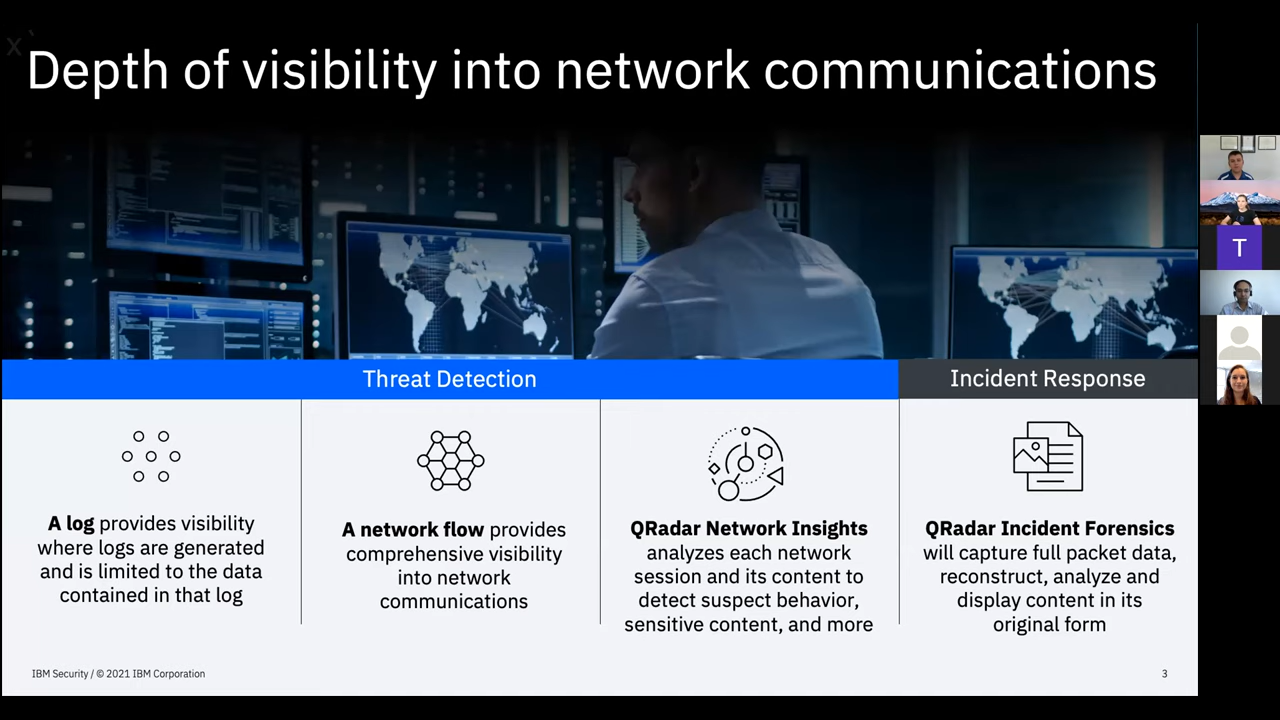 Depth of visibility into network communications
Threat Detection
Incident Response
A log provides visibility
where logs are generated
and is limited to the data
contained in that log
A network flow provides
comprehensive visibility
into network
communications
QRadar Network Insights
analyzes each network
session and its content to
detect suspect behavior,
sensitive content, and more
QRadar Incident Forensics
will capture full packet data,
reconstruct, analyze and
display content in its
original form
IBM Security / © 2021 IBM Corporation
3
T